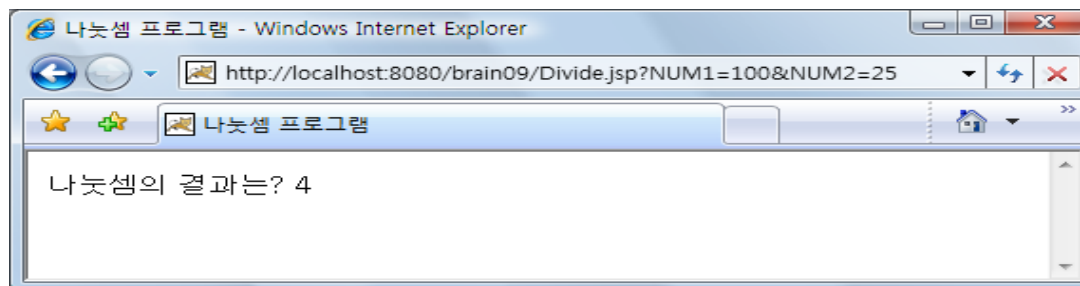 나눗셈 프로그램 - Windows Internet Explorer
http://localhost:8080/brain09/Divide.jsp?NUM1=100&NUM2=25
나눗셈 프로그램
나눗셈의 결과는? 4